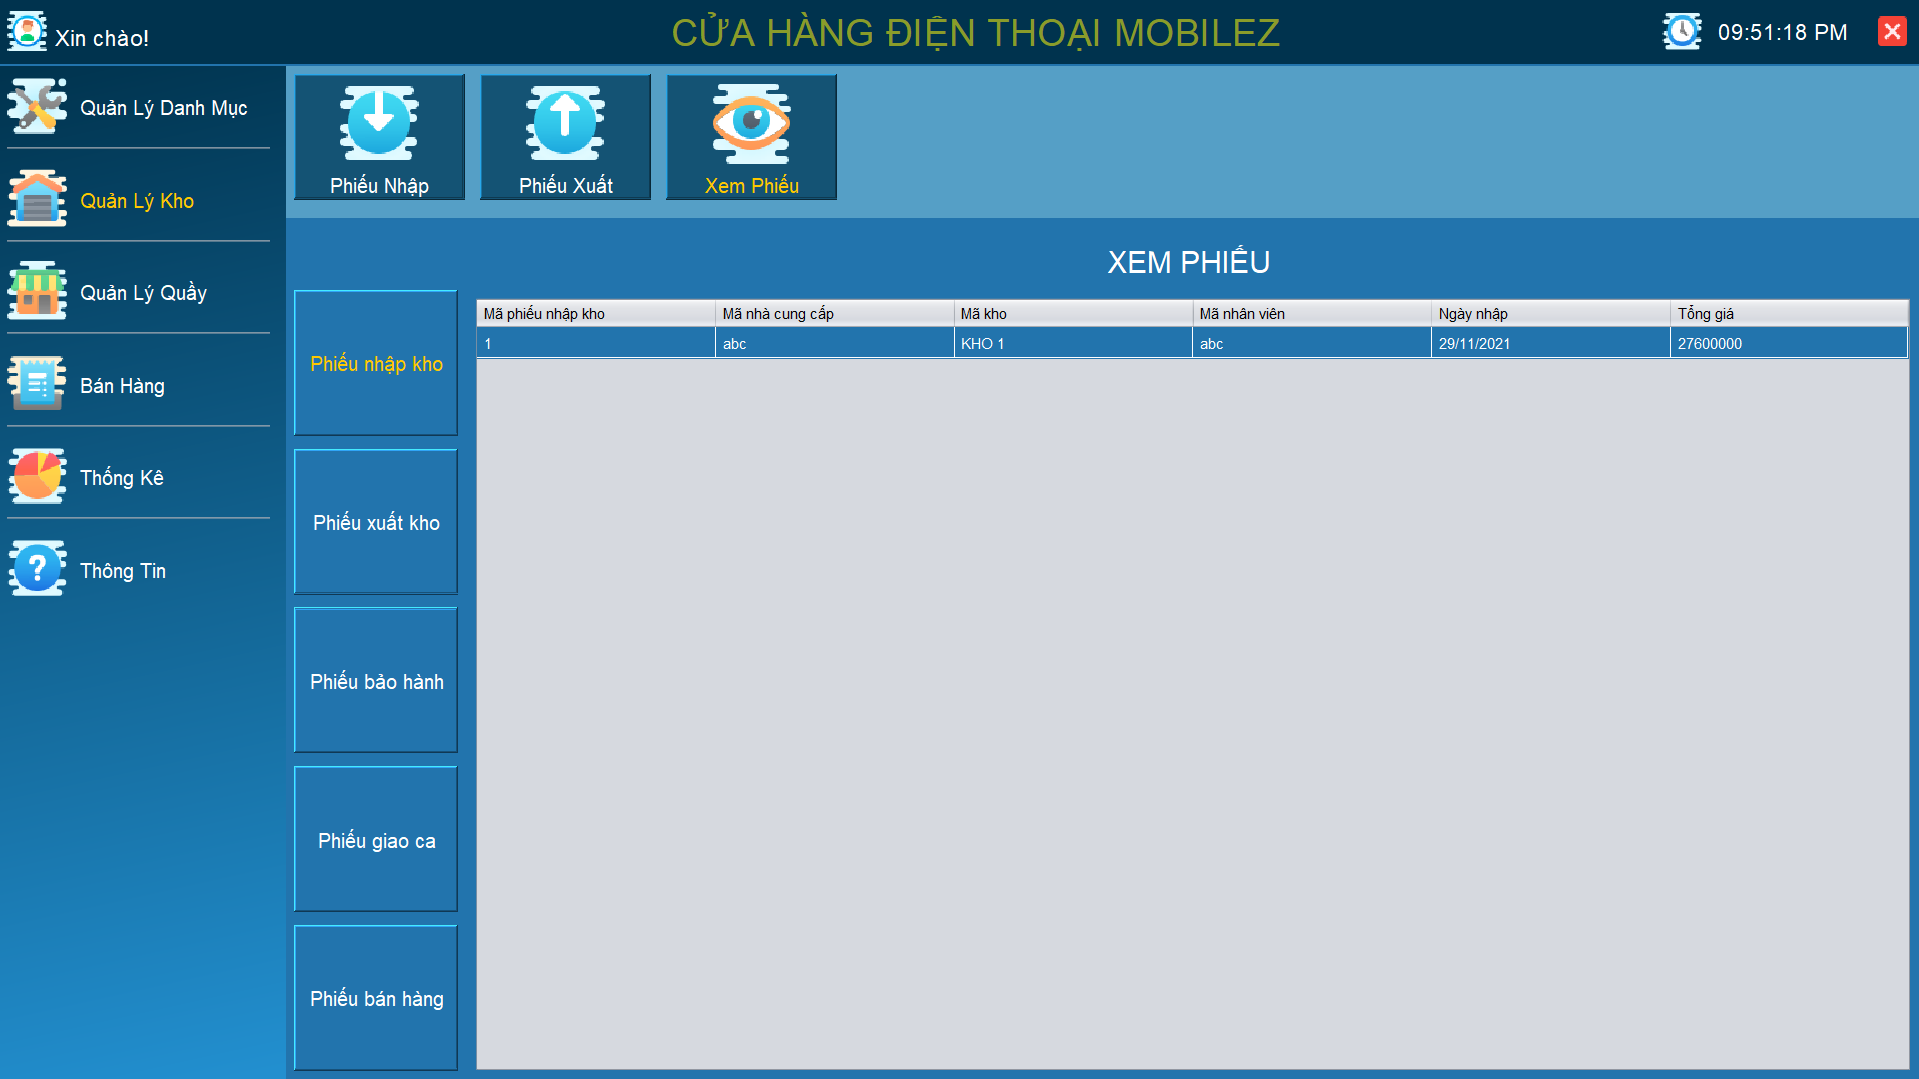 Xin chào!
CỬA HÀNG ĐIỆN THOẠI MOBILEZ
09:51:18 PM
Quản Lý Danh Mục
Quản Lý Kho
Quản Lý Quầy
Bán Hàng
Thống Kê
Thông Tin
Phiếu Nhập
Phiếu Xuất
Xem Phiếu
XEM PHIẾU
Phiếu nhập kho
Phiếu xuất kho
Phiếu bảo hành
Phiếu giao ca
Phiếu bán hàng
Mã phiếu nhập kho Mã nhà cung cấp Mã kho Mã nhân viên Ngày nhập Tổng giá
1 abc KHO 1 abc 29/11/2021 27600000